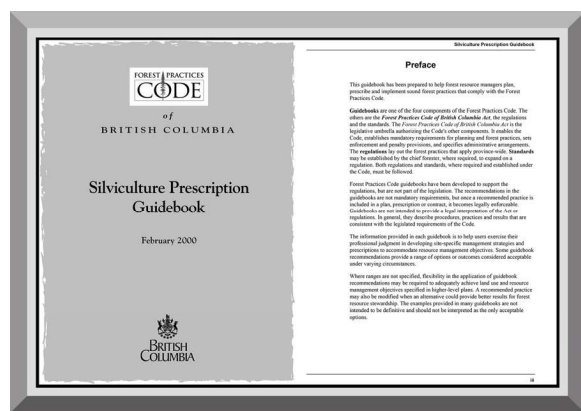 FOREST PRACTICES
CODE
of
BRITISH COLUMBIA
Silviculture Prescription
Guidebook
February 2000
BRITISH
COLUMBIA
Silviculture Prescription Guidebook
Preface
This guidebook has been prepared to help forest resource managers plan,
prescribe and implement sound forest practices that comply with the Forest
Practices Code.
Guidebooks are one of the four components of the Forest Practices Code. The
others are the Forest Practices Code of British Columbia Act, the regulations
and the standards. The Forest Practices Code of British Columbia Act is the
legislative umbrella authorizing the Code's other components. It enables the
Code, establishes mandatory requirements for planning and forest practices, sets
enforcement and penalty provisions, and specifies administrative arrangements.
The regulations lay out the forest practices that apply province-wide. Standards
may be established by the chief forester, where required, to expand on a
regulation. Both regulations and standards, where required and established under
the Code, must be followed.
Forest Practices Code guidebooks have been developed to support the
regulations, but are not part of the legislation. The recommendations in the
guidebooks are not mandatory requirements, but once a recommended practice is
included in a plan, prescription or contract, it becomes legally enforceable.
Guidebooks are not intended to provide a legal interpretation of the Act or
regulations. In general, they describe procedures, practices and results that are
consistent with the legislated requirements of the Code.
The information provided in each guidebook is to help users exercise their
professional judgment in developing site-specific management strategies and
prescriptions to accommodate resource management objectives. Some guidebook
recommendations provide a range of options or outcomes considered acceptable
under varying circumstances.
Where ranges are not specified, flexibility in the application of guidebook
recommendations may be required to adequately achieve land use and resource
management objectives specified in higher-level plans. A recommended practice
may also be modified when an alternative could provide better results for forest
resource stewardship. The examples provided in many guidebooks are not
intended to be definitive and should not be interpreted as the only acceptable
options.
iii